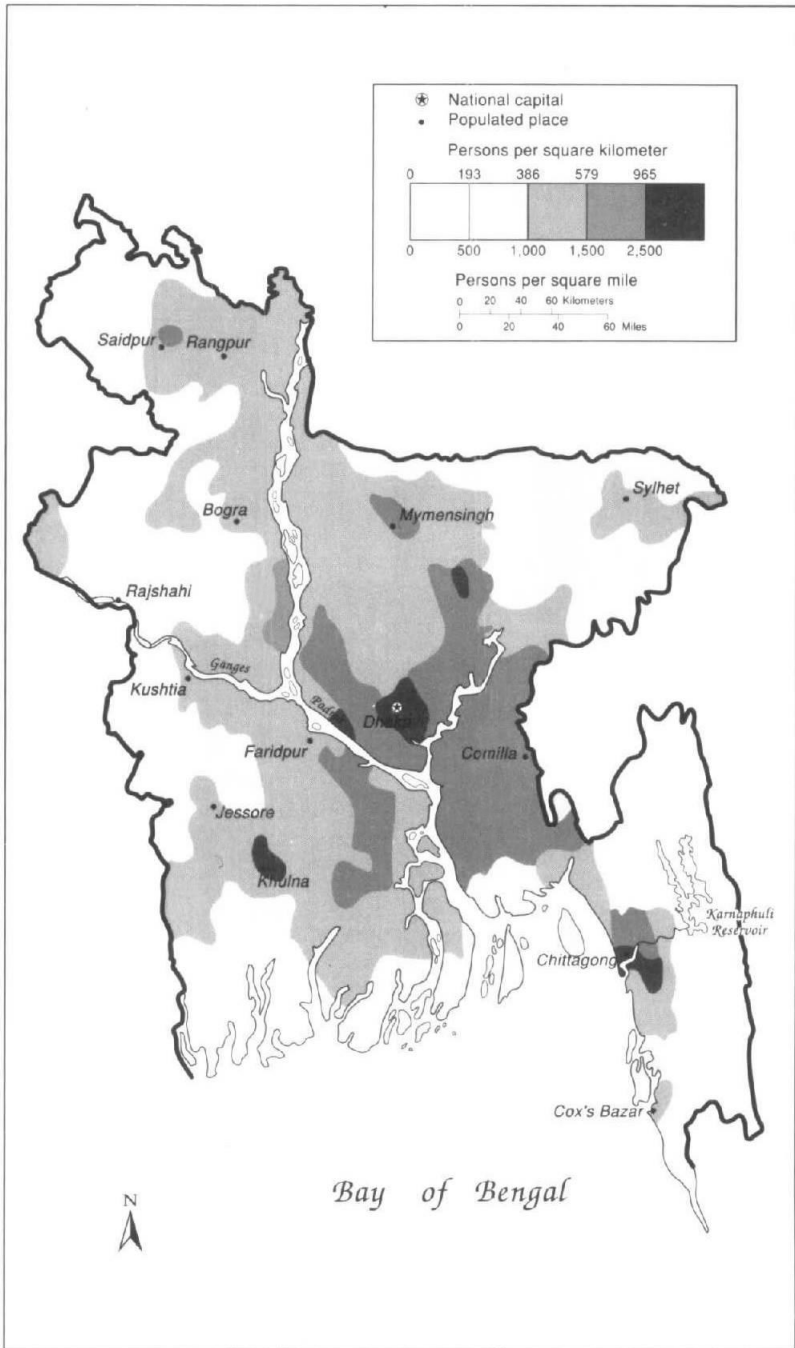 National capital
Populated place
Persons per square kilometer
0 193 386 579 965
0 500 1,000 1,500 2,500
Persons per square mile
0 20 40 60 Kilometers
0 20 40 60 Miles
Saidpur
Rangpur
Sylhet
Bogra
Mymensingh
Rajshahi
Ganges
Kushtia
Padma
Dhaka
Faridpur
Comilla
Jessore
Khulna
Karnaphuli
Reservoir
Chittagong
Cox's Bazar
Bay of Bengal
N